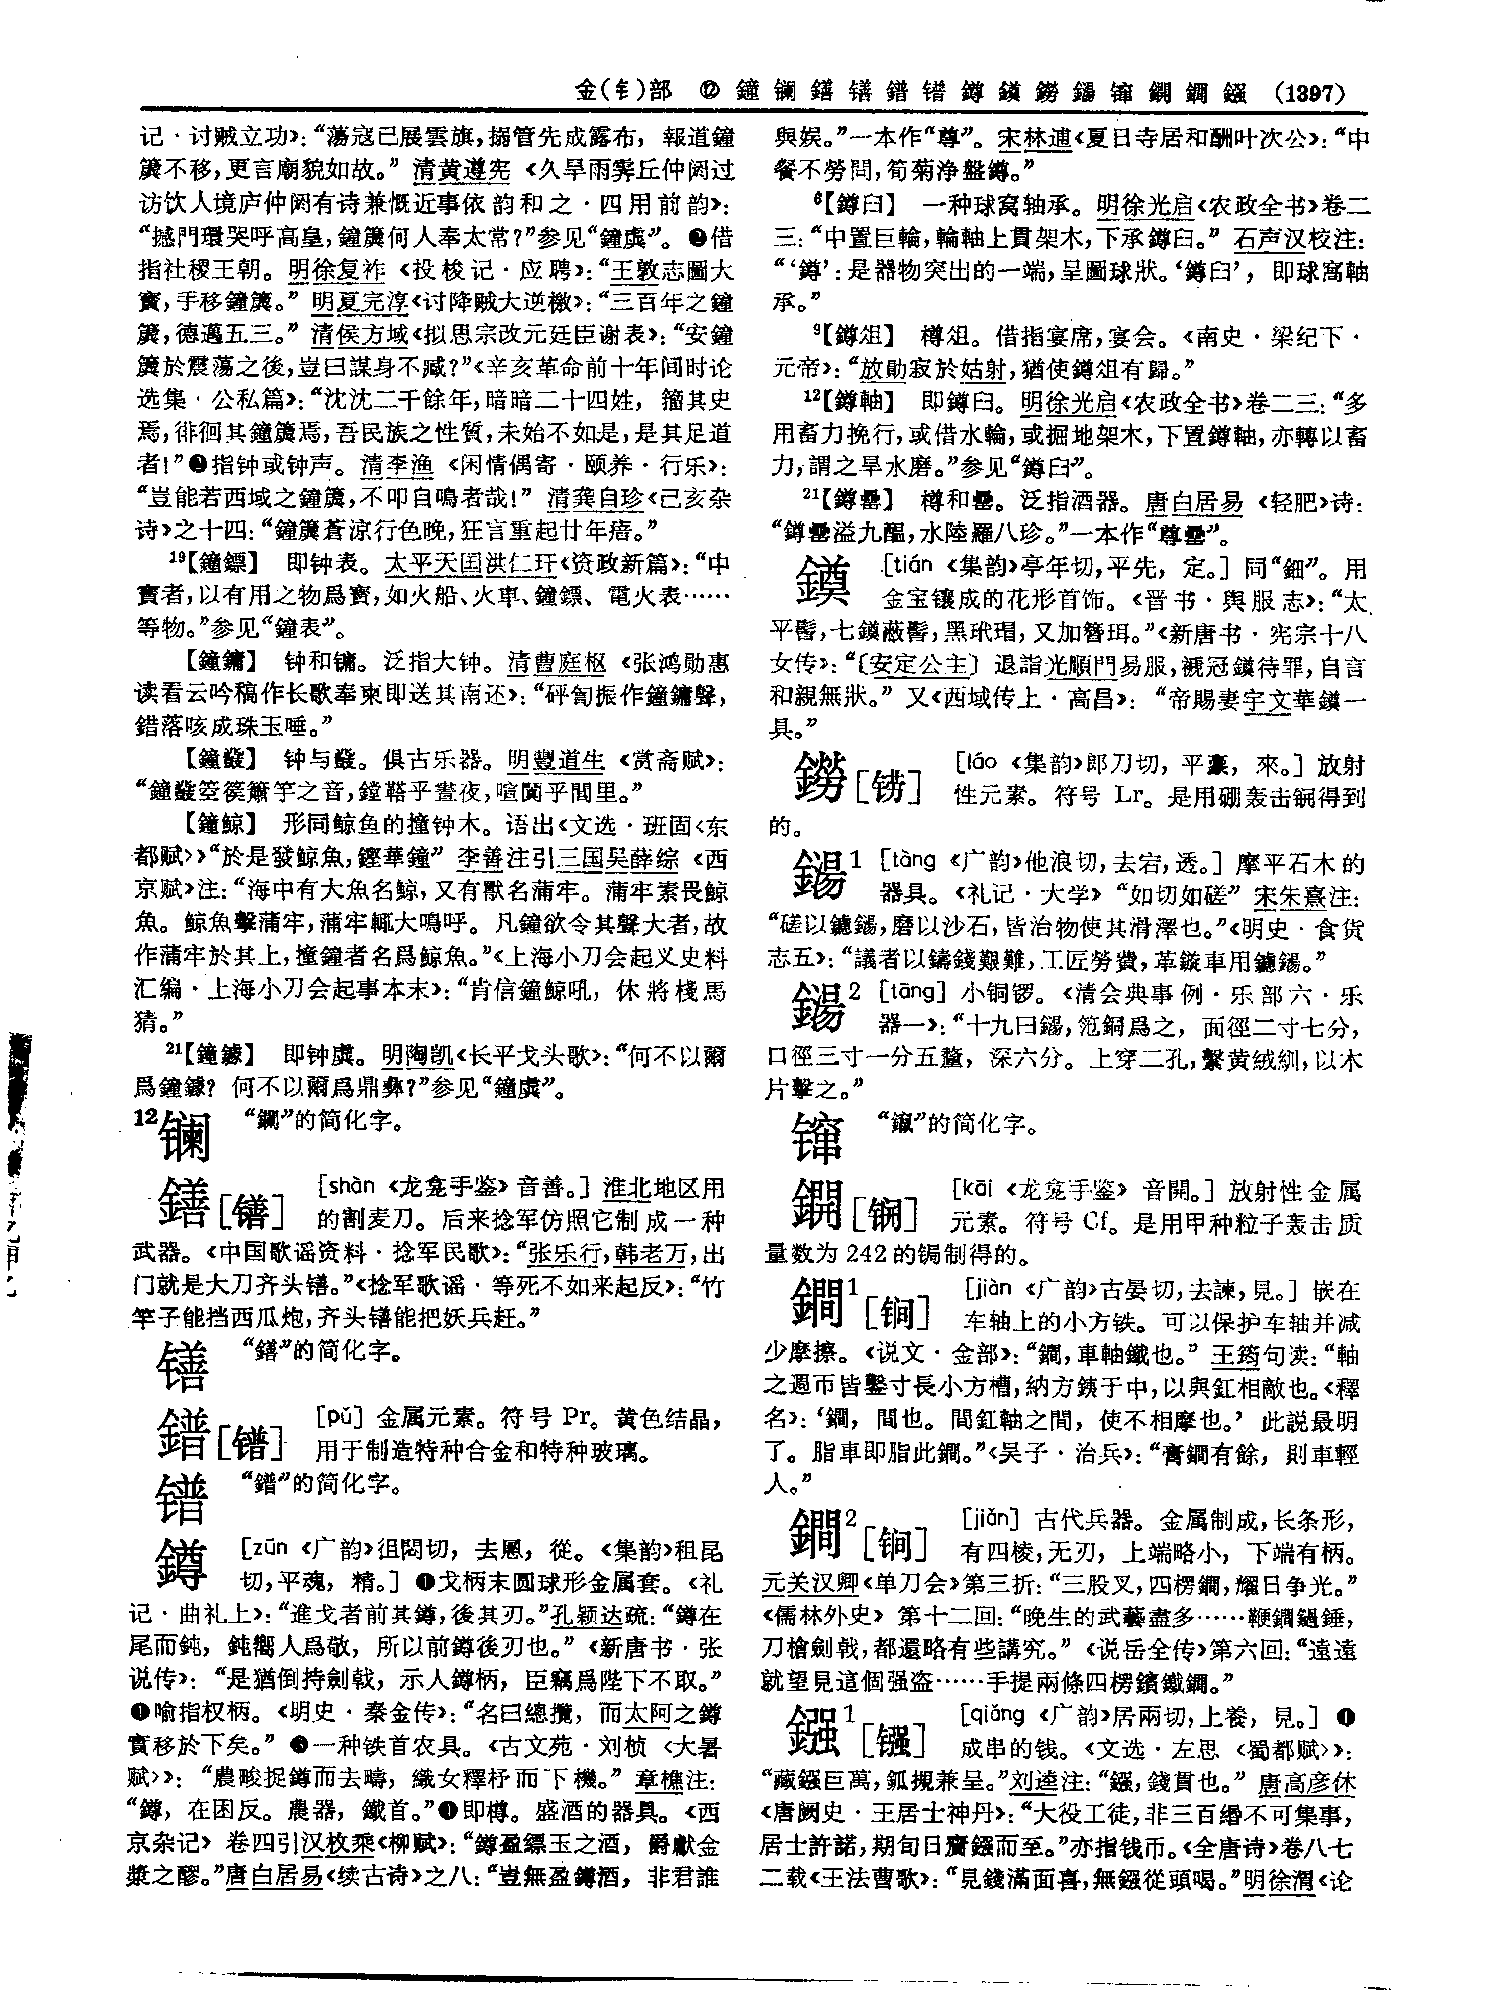 金(钅)部 ⑫ 鐘 镧 鐥 䦅 鐠 镨 鐏 鎮 鐒 鐋 镩 鐦 鐗 鏹 (1397)
记·讨贼立功》：“蕩寇已展雲旗，搦管先成露布，報道鐘
簴不移，更言廟貌如故。”清黄遵宪《久旱雨霁丘仲阏过
访饮人境庐仲阏有诗兼慨近事依韵和之·四用前韵》：
“撼門環哭呼高皇，鐘簴何人奉太常？”参见“鐘虡”。❷借
指社稷王朝。明徐复祚《投梭记·应聘》：“王敦志圖大
寶，手移鐘簴。”明夏完淳《讨降贼大逆檄》：“三百年之鐘
簴，德邁五三。”清侯方域《拟思宗改元廷臣谢表》：“安鐘
簴於震蕩之後，豈曰謀身不臧？”《辛亥革命前十年间时论
选集·公私篇》：“沈沈二千餘年，暗暗二十四姓，籀其史
焉，徘徊其鐘簴焉，吾民族之性質，未始不如是，是其足道
者！”❸指钟或钟声。清李渔《闲情偶寄·颐养·行乐》：
“豈能若西域之鐘簴，不叩自鳴者哉！”清龚自珍《己亥杂
诗》之十四：“鐘簴蒼涼行色晚，狂言重起廿年瘖。”
19【鐘鏢】 即钟表。太平天囯洪仁玕《资政新篇》：“中
寶者，以有用之物爲寶，如火船、火車、鐘鏢、電火表……
等物。”参见“鐘表”。
【鐘鏞】 钟和镛。泛指大钟。清曹庭枢《张鸿勋惠
读看云吟稿作长歌奉柬即送其南还》：“砰訇振作鐘鏞聲，
錯落咳成珠玉唾。”
【鐘鼗】 钟与鼗。俱古乐器。明豐道生《赏斋赋》：
“鐘鼗箜篌簫竽之音，鏜鞳乎晝夜，喧闐乎閭里。”
【鐘鲸】 形同鲸鱼的撞钟木。语出《文选·班固〈东
都赋〉》“於是發鲸魚，鏗華鐘”李善注引三国吴薛综《西
京赋》注：“海中有大魚名鲸，又有獸名蒲牢。蒲牢素畏鲸
魚。鲸魚擊蒲牢，蒲牢輒大鳴呼。凡鐘欲令其聲大者，故
作蒲牢於其上，撞鐘者名爲鲸魚。”《上海小刀会起义史料
汇编·上海小刀会起事本末》：“肯信鐘鲸吼，休將棧馬
猜。”
21【鐘鐻】 即钟虡。明陶凯《长平戈头歌》：“何不以爾
爲鐘鐻？何不以爾爲鼎彝？”参见“鐘虡”。
12镧 “鑭”的简化字。
鐥[䦅] [shàn《龙龛手鉴》音善。] 淮北地区用
的割麦刀。后来捻军仿照它制成一种
武器。《中国歌谣资料·捻军民歌》：“张乐行，韩老万，出
门就是大刀齐头䦅。”《捻军歌谣·等死不如来起反》：“竹
竿子能挡西瓜炮，齐头䦅能把妖兵赶。”
䦅 “鐥”的简化字。
鐠[镨] [pǔ] 金属元素。符号Pr。黄色结晶，
用于制造特种合金和特种玻璃。
镨 “鐠”的简化字。
鐏 [zūn《广韵》徂悶切，去慁，從。《集韵》租昆
切，平魂，精。] ❶戈柄末圆球形金属套。《礼
记·曲礼上》：“進戈者前其鐏，後其刃。”孔颖达疏：“鐏在
尾而鈍，鈍嚮人爲敬，所以前鐏後刃也。”《新唐书·张
说传》：“是猶倒持劍戟，示人鐏柄，臣竊爲陛下不取。”
❷喻指权柄。《明史·秦金传》：“名曰總攬，而太阿之鐏
實移於下矣。”❸一种铁首农具。《古文苑·刘桢〈大暑
赋〉》：“農畯捉鐏而去疇，織女釋杼而下機。”章樵注：
“鐏，在困反。農器，鐵首。”❹即樽。盛酒的器具。《西
京杂记》卷四引汉枚乘《柳赋》：“鐏盈縹玉之酒，爵獻金
漿之醪。”唐白居易《续古诗》之八：“豈無盈鐏酒，非君誰
與娱。”一本作“尊”。宋林逋《夏日寺居和酬叶次公》：“中
餐不勞問，筍菊浄盤鐏。”
6【鐏臼】 一种球窝轴承。明徐光启《农政全书》卷二
三：“中置巨輪，輪軸上貫架木，下承鐏臼。”石声汉校注：
“‘鐏’：是器物突出的一端，呈圖球狀。‘鐏臼’，即球窩軸
承。”
9【鐏俎】 樽俎。借指宴席，宴会。《南史·梁纪下·
元帝》：“放勛寂於姑射，猶使鐏俎有歸。”
12【鐏軸】 即鐏臼。明徐光启《农政全书》卷二三：“多
用畜力挽行，或借水輪，或掘地架木，下置鐏軸，亦轉以畜
力，謂之旱水磨。”参见“鐏臼”。
21【鐏罍】 樽和罍。泛指酒器。唐白居易《轻肥》诗：
“鐏罍溢九醖，水陸羅八珍。”一本作“尊罍”。
鎮 [tián《集韵》亭年切，平先，定。] 同“鈿”。用
金宝镶成的花形首饰。《晋书·舆服志》：“太
平髻，七鎮蔽髻，黑玳瑁，又加簪珥。”《新唐书·宪宗十八
女传》：“〔安定公主〕退詣光順門易服，褫冠鎮待罪，自言
和親無狀。”又《西域传上·高昌》：“帝賜妻宇文華鎮一
具。”
鐒[铹] [láo《集韵》郎刀切，平豪，來。] 放射
性元素。符号Lr。是用硼轰击锎得到
的。
鐋1 [tàng《广韵》他浪切，去宕，透。] 摩平石木的
器具。《礼记·大学》“如切如磋”宋朱熹注：
“磋以鑢鐋，磨以沙石，皆治物使其滑澤也。”《明史·食货
志五》：“議者以鑄錢艱難，工匠勞費，革鏇車用鑢鐋。”
鐋2 [tāng] 小铜锣。《清会典事例·乐部六·乐
器一》：“十九曰鐋，笵銅爲之，面徑二寸七分，
口徑三寸一分五釐，深六分。上穿二孔，繫黄絨紃，以木
片擊之。”
镩 “鑹”的简化字。
鐦[锎] [kāi《龙龛手鉴》音開。] 放射性金属
元素。符号Cf。是用甲种粒子轰击质
量数为242的锔制得的。
鐗1[锏] [jiàn《广韵》古晏切，去諫，見。] 嵌在
车轴上的小方铁。可以保护车轴并减
少摩擦。《说文·金部》：“鐗，車軸鐵也。”王筠句读：“軸
之週帀皆鑿寸長小方槽，納方鐵于中，以與釭相敵也。《釋
名》：‘鐗，間也。間釭軸之間，使不相摩也。’此説最明
了。脂車即脂此鐗。”《吴子·治兵》：“膏鐗有餘，則車輕
人。”
鐗2[锏] [jiǎn] 古代兵器。金属制成，长条形，
有四棱，无刃，上端略小，下端有柄。
元关汉卿《单刀会》第三折：“三股叉，四楞鐗，耀日争光。”
《儒林外史》第十二回：“晚生的武藝盡多……鞭鐗鎚錘，
刀槍劍戟，都還略有些講究。”《说岳全传》第六回：“遠遠
就望見這個强盗……手提兩條四楞鑌鐵鐗。”
鏹1[镪] [qiǎng《广韵》居兩切，上養，見。] ❶
成串的钱。《文选·左思〈蜀都赋〉》：
“藏鏹巨萬，釽摫兼呈。”刘逵注：“鏹，錢貫也。”唐高彦休
《唐阙史·王居士神丹》：“大役工徒，非三百緡不可集事，
居士許諾，期旬日齎鏹而至。”亦指钱币。《全唐诗》卷八七
二载《王法曹歌》：“見錢滿面喜，無鏹從頭喝。”明徐渭《论